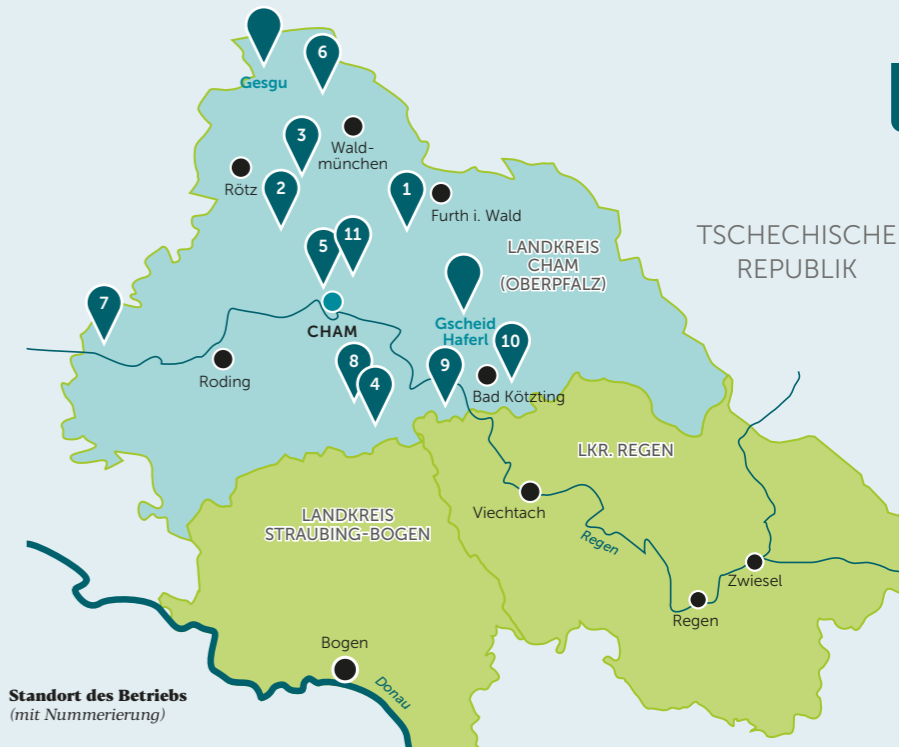 6
Gesgu
3
Wald-
münchen
Rötz
2
1
Furth i. Wald
TSCHECHISCHE
REPUBLIK
LANDKREIS
CHAM
(OBERPFALZ)
5
11
7
CHAM
Gscheid
Haferl
10
Roding
8
4
9
Bad Kötzting
LKR. REGEN
LANDKREIS
STRAUBING-BOGEN
Viechtach
Regen
Zwiesel
Regen
Bogen
Donau
Standort des Betriebs
(mit Nummerierung)